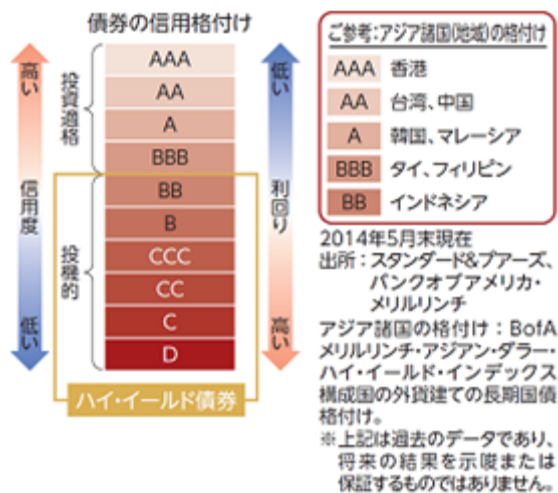 債券の信用格付け
高い
信用度
低い
投資適格
投機的
AAA
AA
A
BBB
BB
B
CCC
CC
C
D
低い
利回り
高い
ハイ・イールド債券
ご参考:アジア諸国(地域)の格付け
AAA 香港
AA 台湾、中国
A 韓国、マレーシア
BBB タイ、フィリピン
BB インドネシア
2014年5月末現在
出所：スタンダード&プアーズ、
バンクオブアメリカ・
メリルリンチ
アジア諸国の格付け：BofA
メリルリンチ・アジアン・ダラー・
ハイ・イールド・インデックス
構成国の外貨建ての長期国債
格付け。
※上記は過去のデータであり、
将来の結果を示唆または
保証するものではありません。